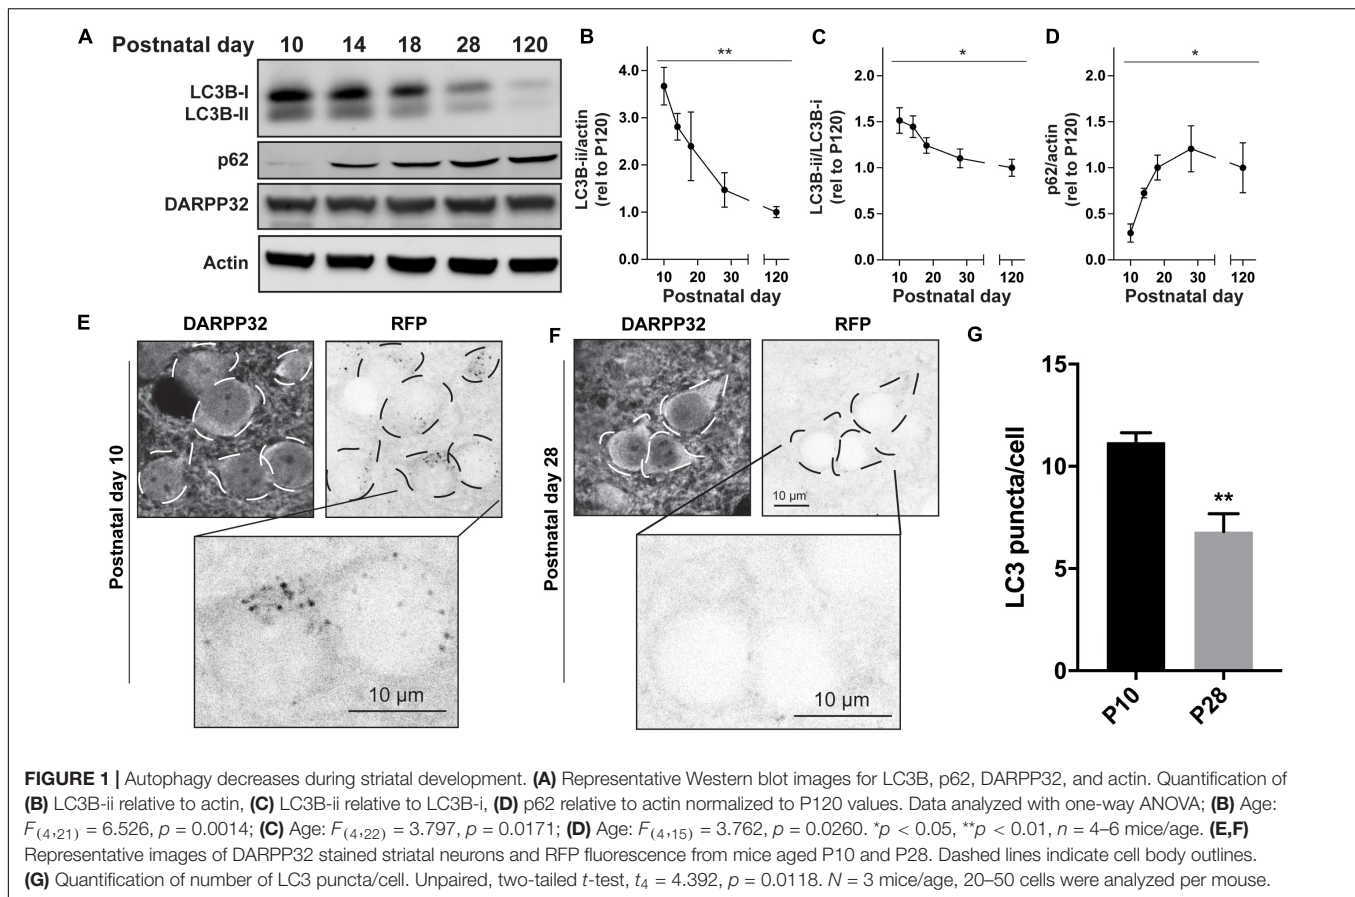 A
Postnatal day 10 14 18 28 120
LC3B-I
LC3B-II
p62
DARPP32
Actin
B
**
LC3B-ii/actin
(rel to P120)
4.0
3.0
2.0
1.0
0.0
10 20 30 120
Postnatal day
C
*
LC3B-ii/LC3B-i
(rel to P120)
2.0
1.5
1.0
0.5
0.0
10 20 30 120
Postnatal day
D
*
p62/actin
(rel to P120)
2.0
1.5
1.0
0.5
0.0
10 20 30 120
Postnatal day
E
DARPP32 RFP
Postnatal day 10
10 µm
F
DARPP32 RFP
Postnatal day 28
10 µm
10 µm
G
LC3 puncta/cell
15
10
5
0
**
P10 P28
FIGURE 1 | Autophagy decreases during striatal development. (A) Representative Western blot images for LC3B, p62, DARPP32, and actin. Quantification of
(B) LC3B-ii relative to actin, (C) LC3B-ii relative to LC3B-i, (D) p62 relative to actin normalized to P120 values. Data analyzed with one-way ANOVA; (B) Age:
F(4,21) = 6.526, p = 0.0014; (C) Age: F(4,22) = 3.797, p = 0.0171; (D) Age: F(4,15) = 3.762, p = 0.0260. *p < 0.05, **p < 0.01, n = 4–6 mice/age. (E,F)
Representative images of DARPP32 stained striatal neurons and RFP fluorescence from mice aged P10 and P28. Dashed lines indicate cell body outlines.
(G) Quantification of number of LC3 puncta/cell. Unpaired, two-tailed t-test, t4 = 4.392, p = 0.0118. N = 3 mice/age, 20–50 cells were analyzed per mouse.